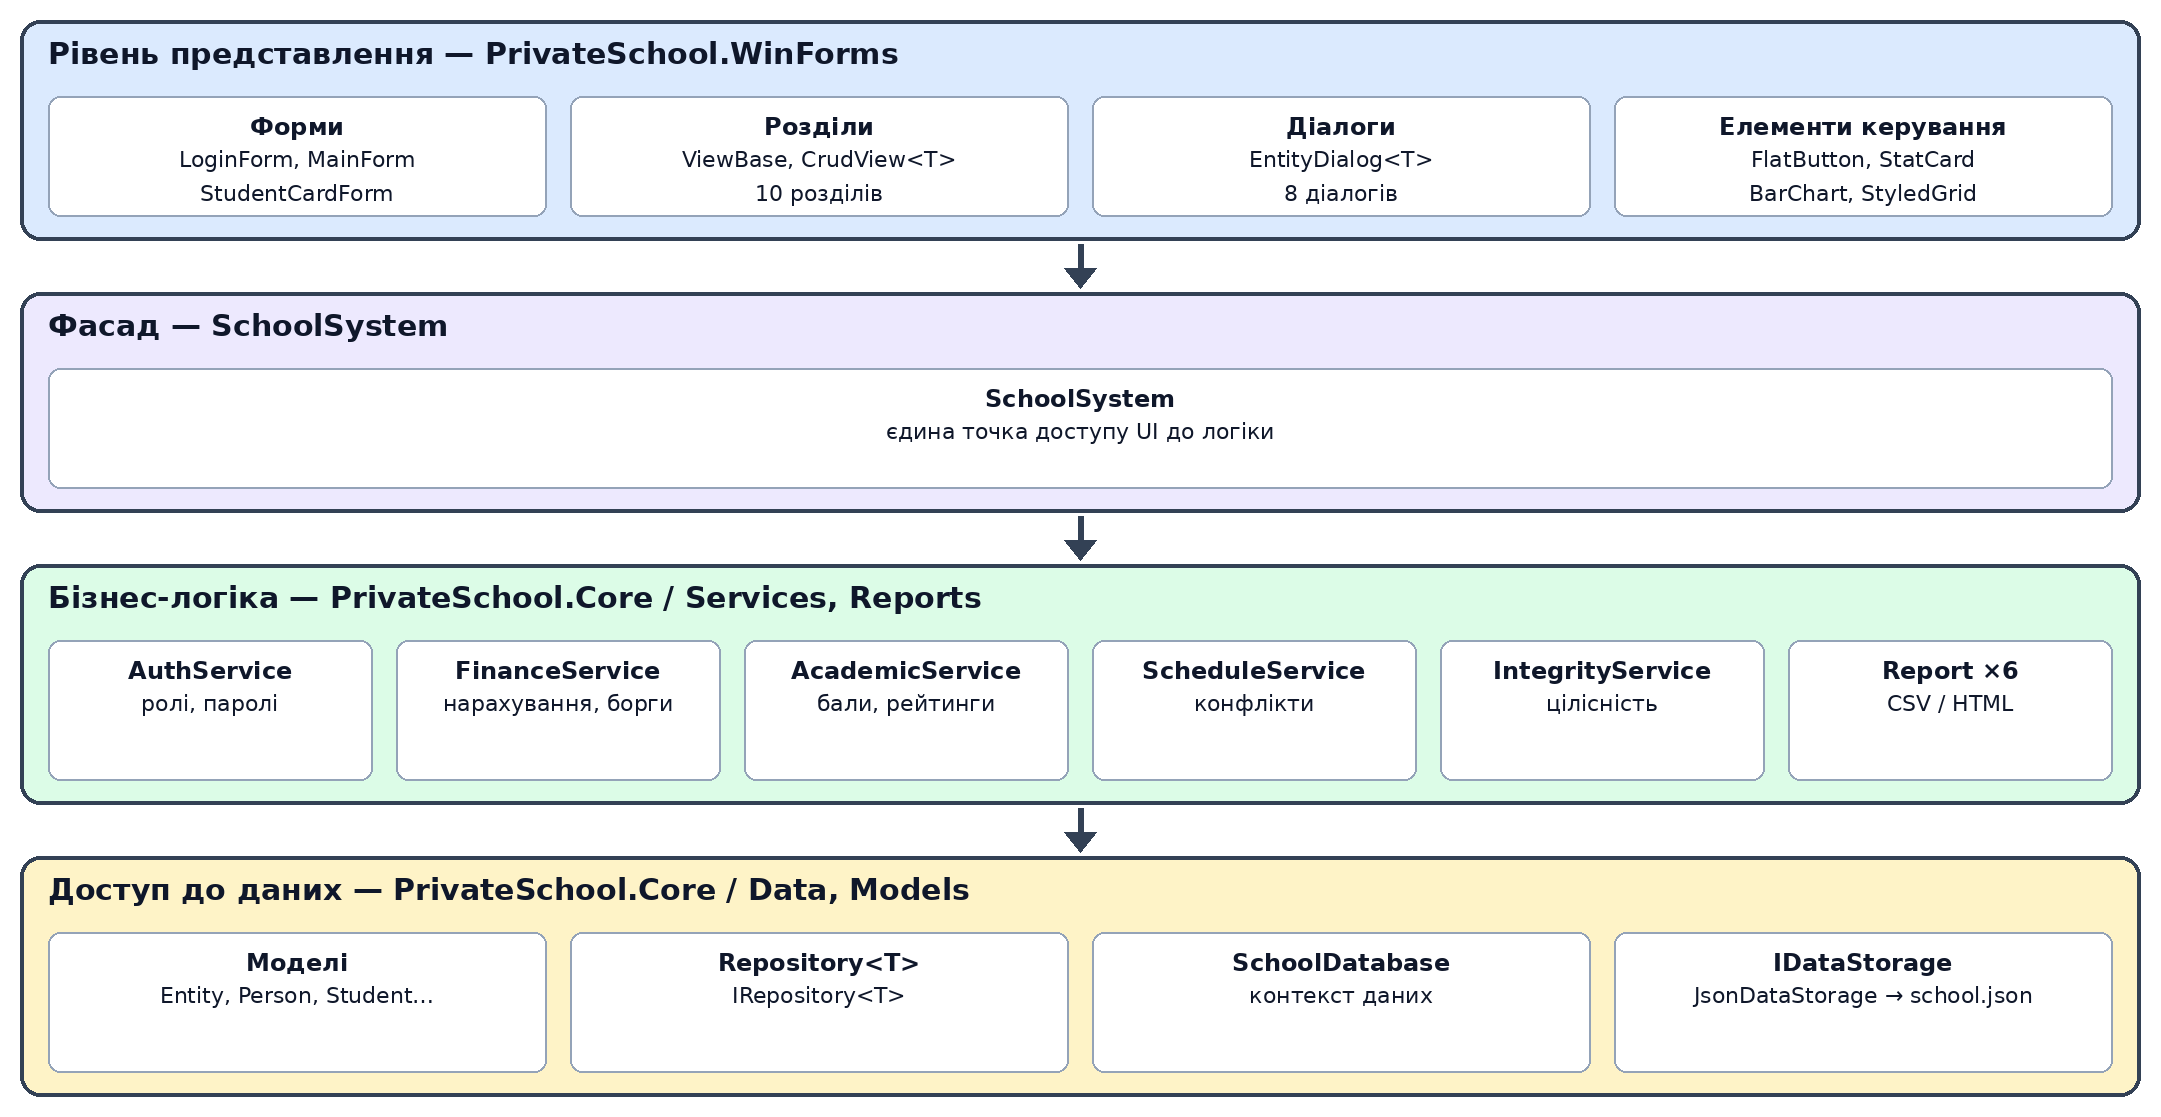 Рівень представлення — PrivateSchool.WinForms
Форми
LoginForm, MainForm
StudentCardForm
Розділи
ViewBase, CrudView<T>
10 розділів
Діалоги
EntityDialog<T>
8 діалогів
Елементи керування
FlatButton, StatCard
BarChart, StyledGrid
Фасад — SchoolSystem
SchoolSystem
єдина точка доступу UI до логіки
Бізнес-логіка — PrivateSchool.Core / Services, Reports
AuthService
ролі, паролі
FinanceService
нарахування, борги
AcademicService
бали, рейтинги
ScheduleService
конфлікти
IntegrityService
цілісність
Report ×6
CSV / HTML
Доступ до даних — PrivateSchool.Core / Data, Models
Моделі
Entity, Person, Student…
Repository<T>
IRepository<T>
SchoolDatabase
контекст даних
IDataStorage
JsonDataStorage → school.json